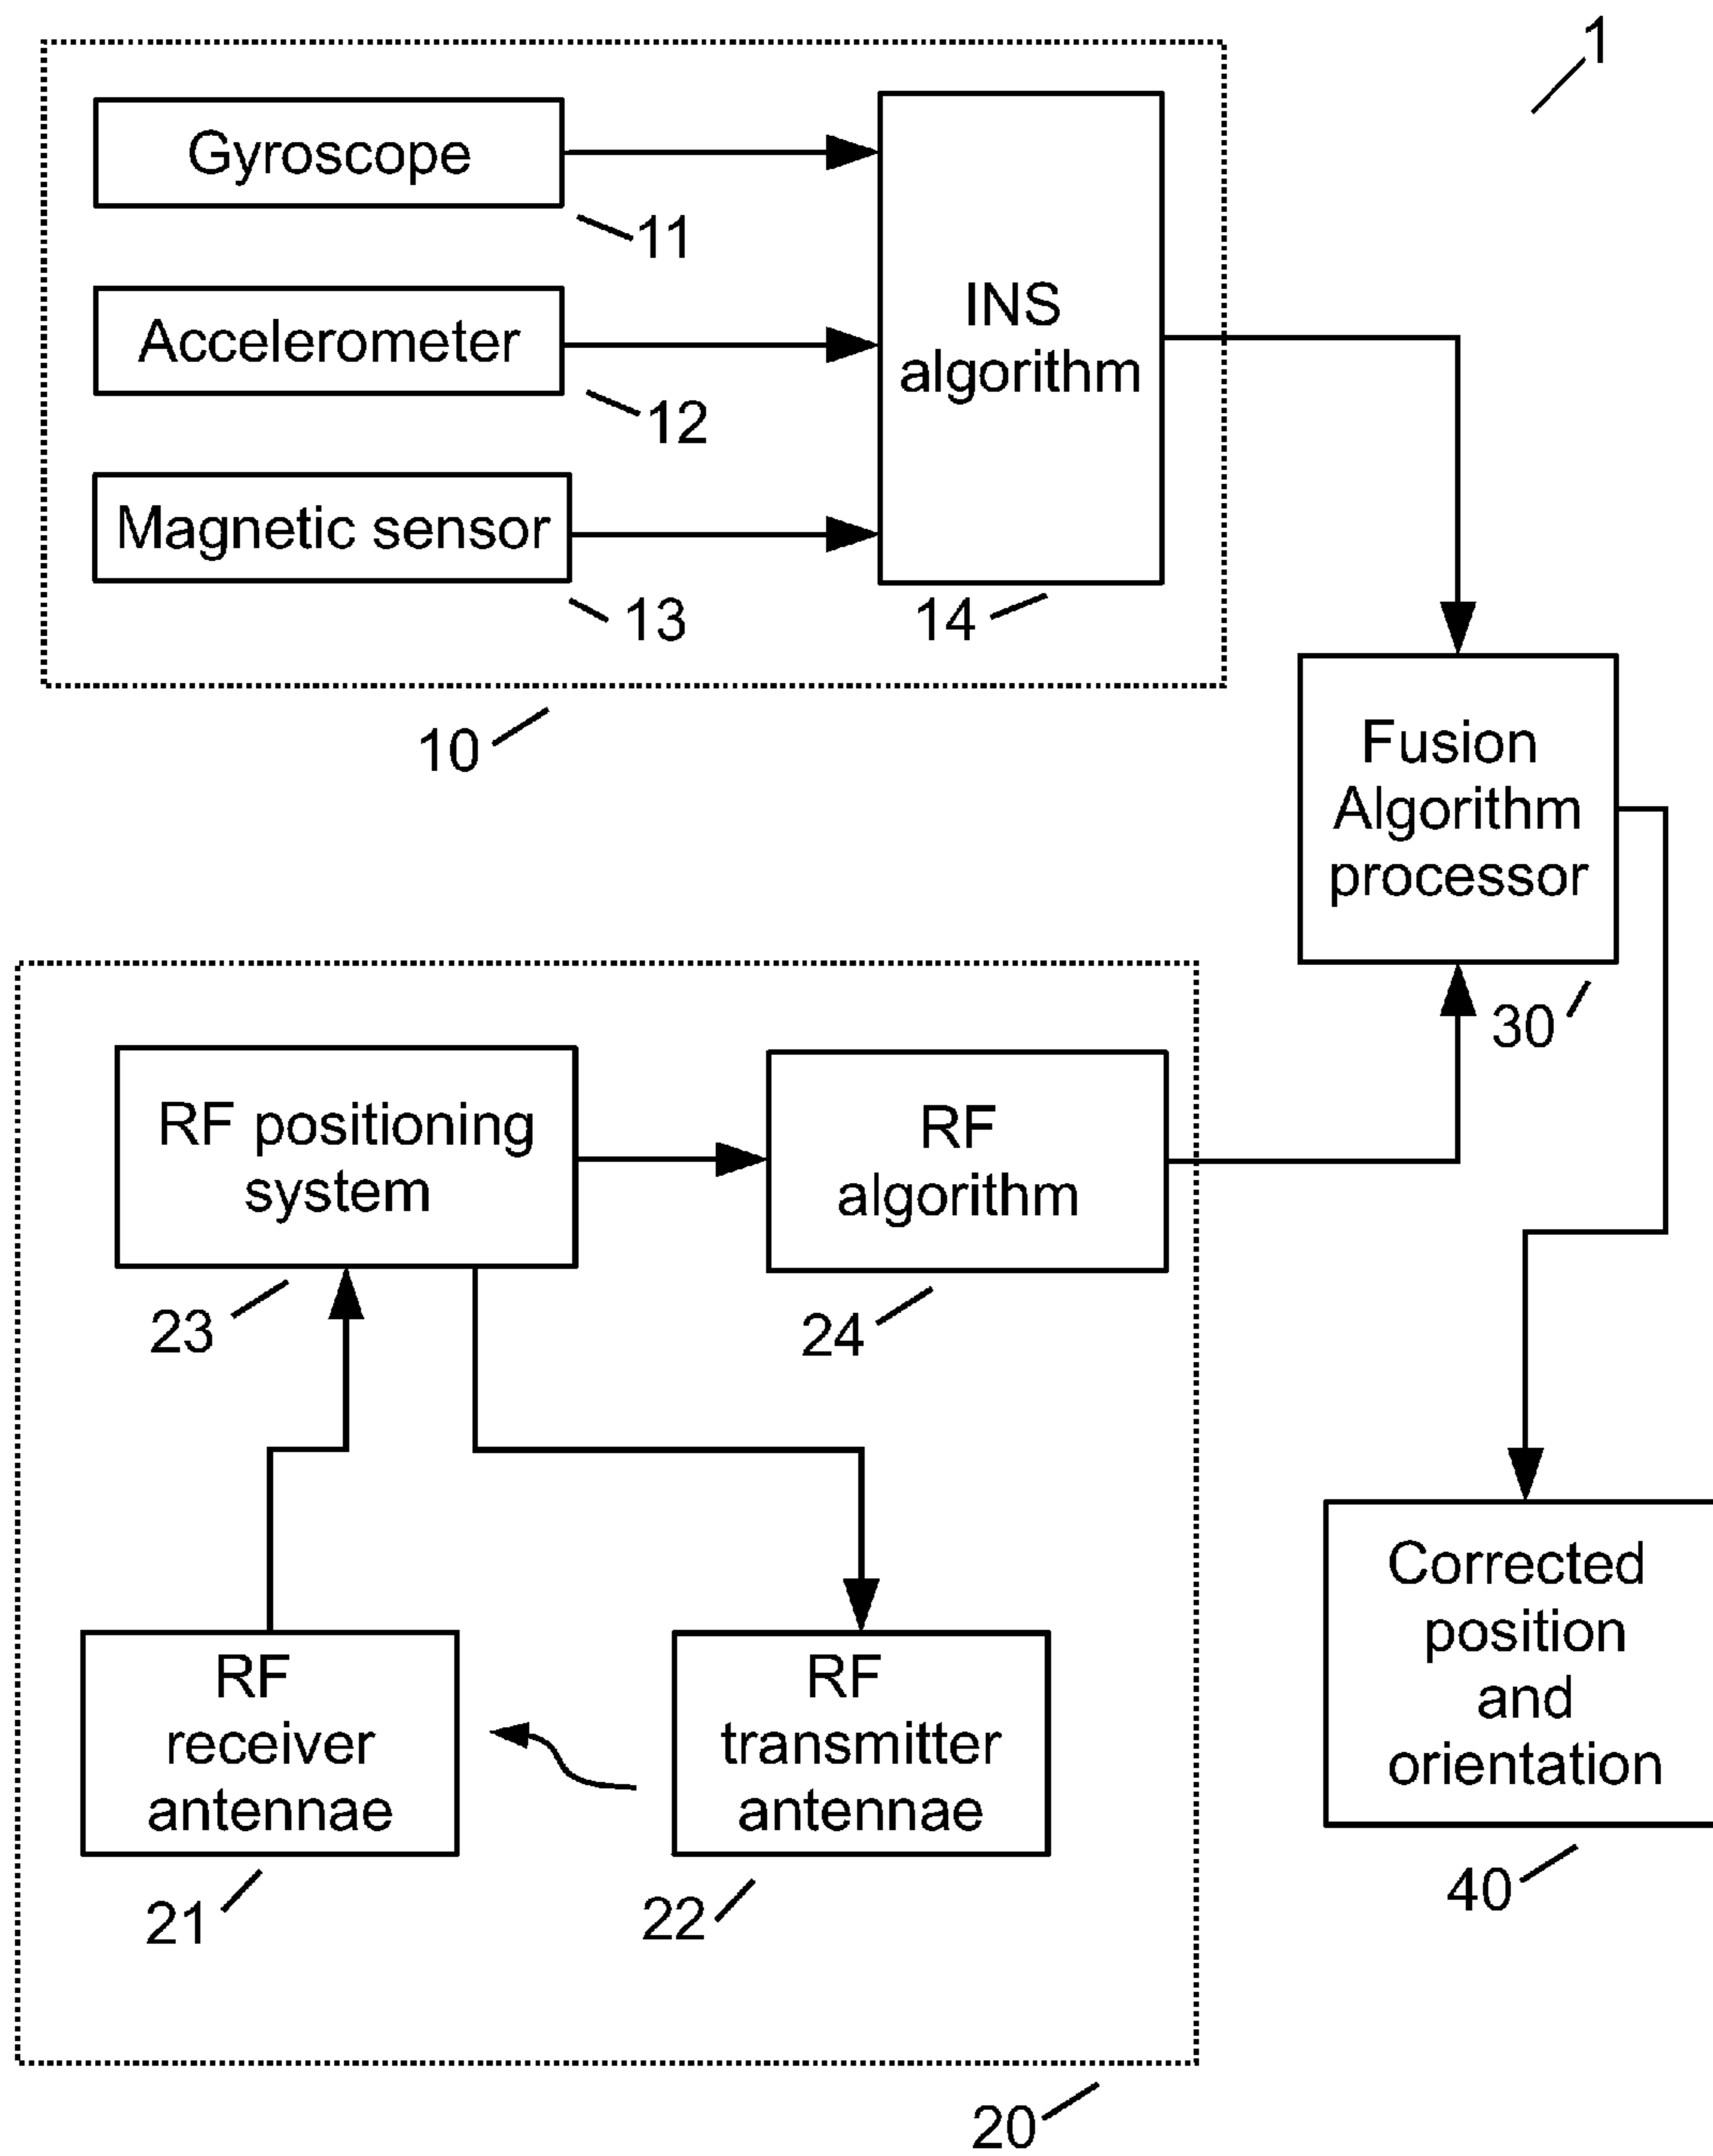 1
Gyroscope
11
Accelerometer
12
Magnetic sensor
13
INS
algorithm
14
10
Fusion
Algorithm
processor
30
RF positioning
system
23
RF
algorithm
24
RF
receiver
antennae
21
RF
transmitter
antennae
22
20
Corrected
position
and
orientation
40